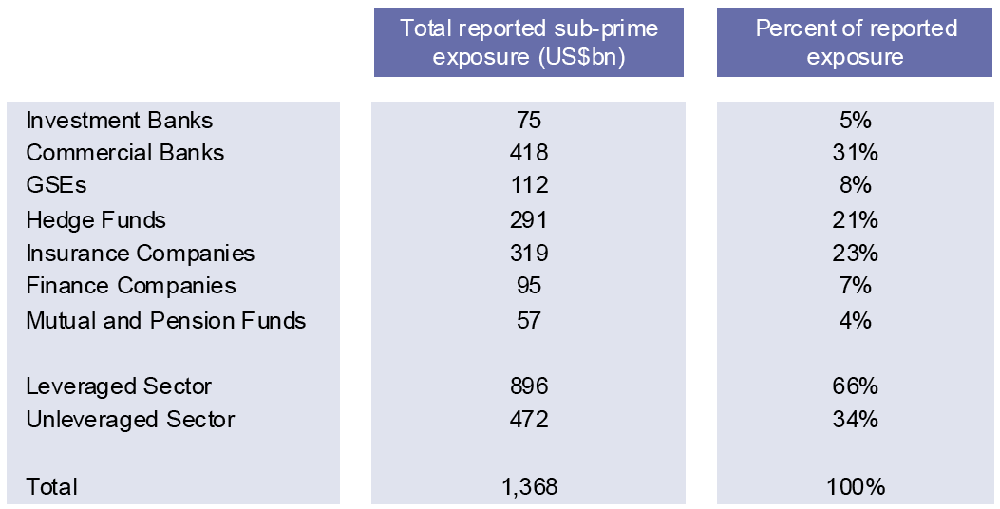 Total reported sub-prime
exposure (US$bn)
Percent of reported
exposure
Investment Banks 75 5%
Commercial Banks 418 31%
GSEs 112 8%
Hedge Funds 291 21%
Insurance Companies 319 23%
Finance Companies 95 7%
Mutual and Pension Funds 57 4%
Leveraged Sector 896 66%
Unleveraged Sector 472 34%
Total 1,368 100%